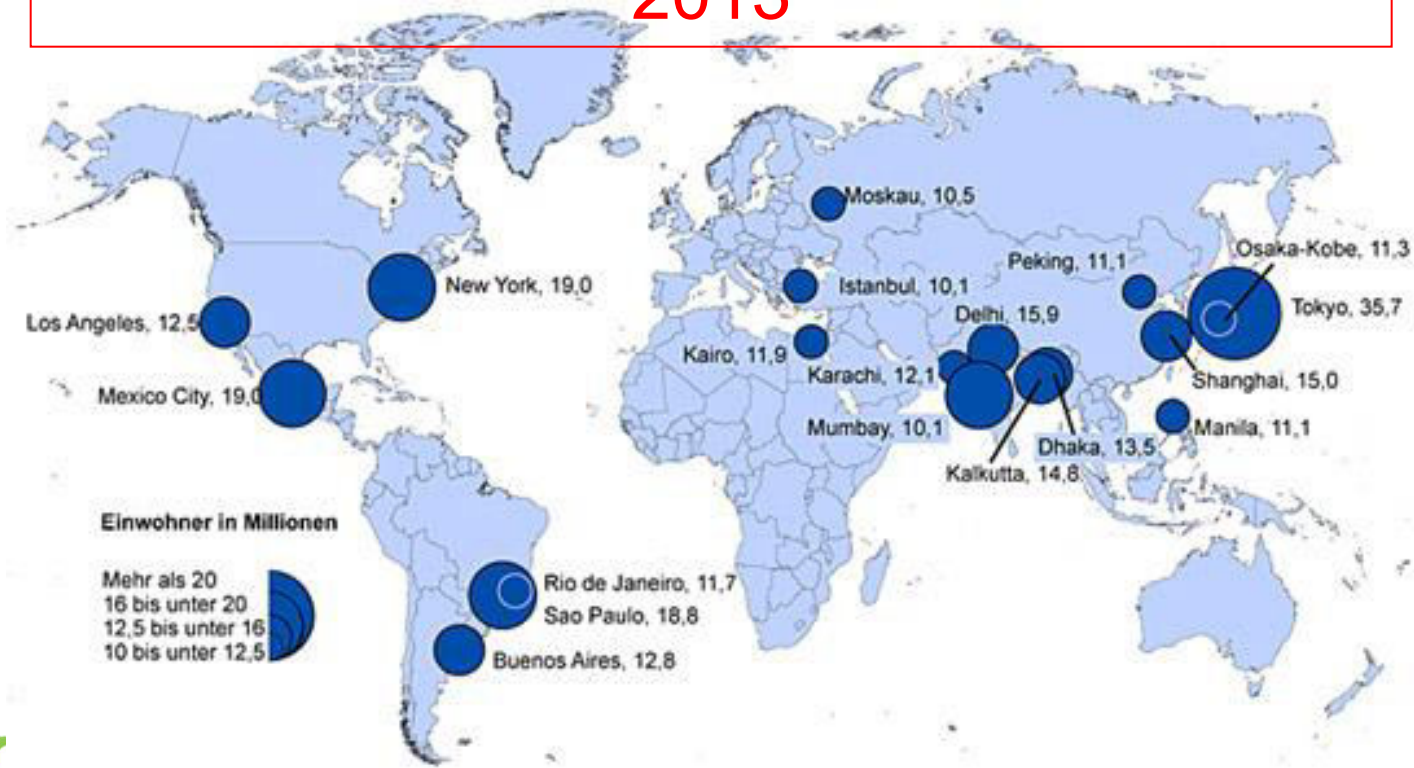 2015
Moskau, 10,5
Osaka-Kobe, 11,3
Peking, 11,1
New York, 19,0
Istanbul, 10,1
Tokyo, 35,7
Delhi, 15,9
Los Angeles, 12,5
Kairo, 11,9
Karachi, 12,1
Shanghai, 15,0
Mexico City, 19,0
Mumbay, 10,1
Manila, 11,1
Dhaka, 13,5
Kalkutta, 14,8
Einwohner in Millionen
Mehr als 20
16 bis unter 20
12,5 bis unter 16
10 bis unter 12,5
Rio de Janeiro, 11,7
Sao Paulo, 18,8
Buenos Aires, 12,8